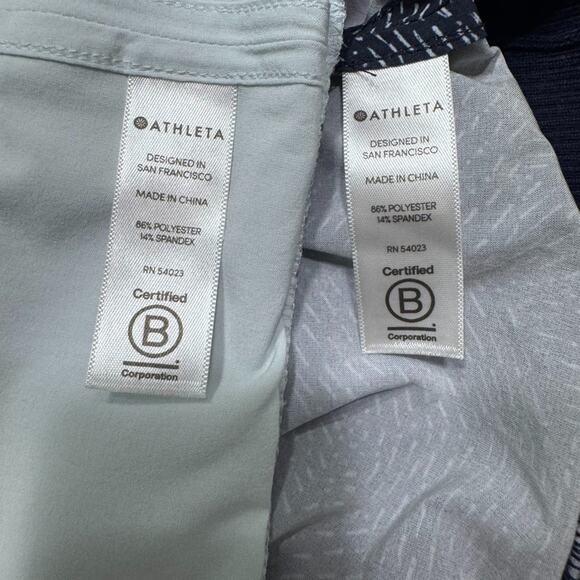 ATHLETA
DESIGNED IN
SAN FRANCISCO
MADE IN CHINA
86% POLYESTER
14% SPANDEX
RN 54023
Certified
B
Corporation
ATHLETA
DESIGNED IN
SAN FRANCISCO
MADE IN CHINA
86% POLYESTER
14% SPANDEX
RN 54023
Certified
B
Corporation